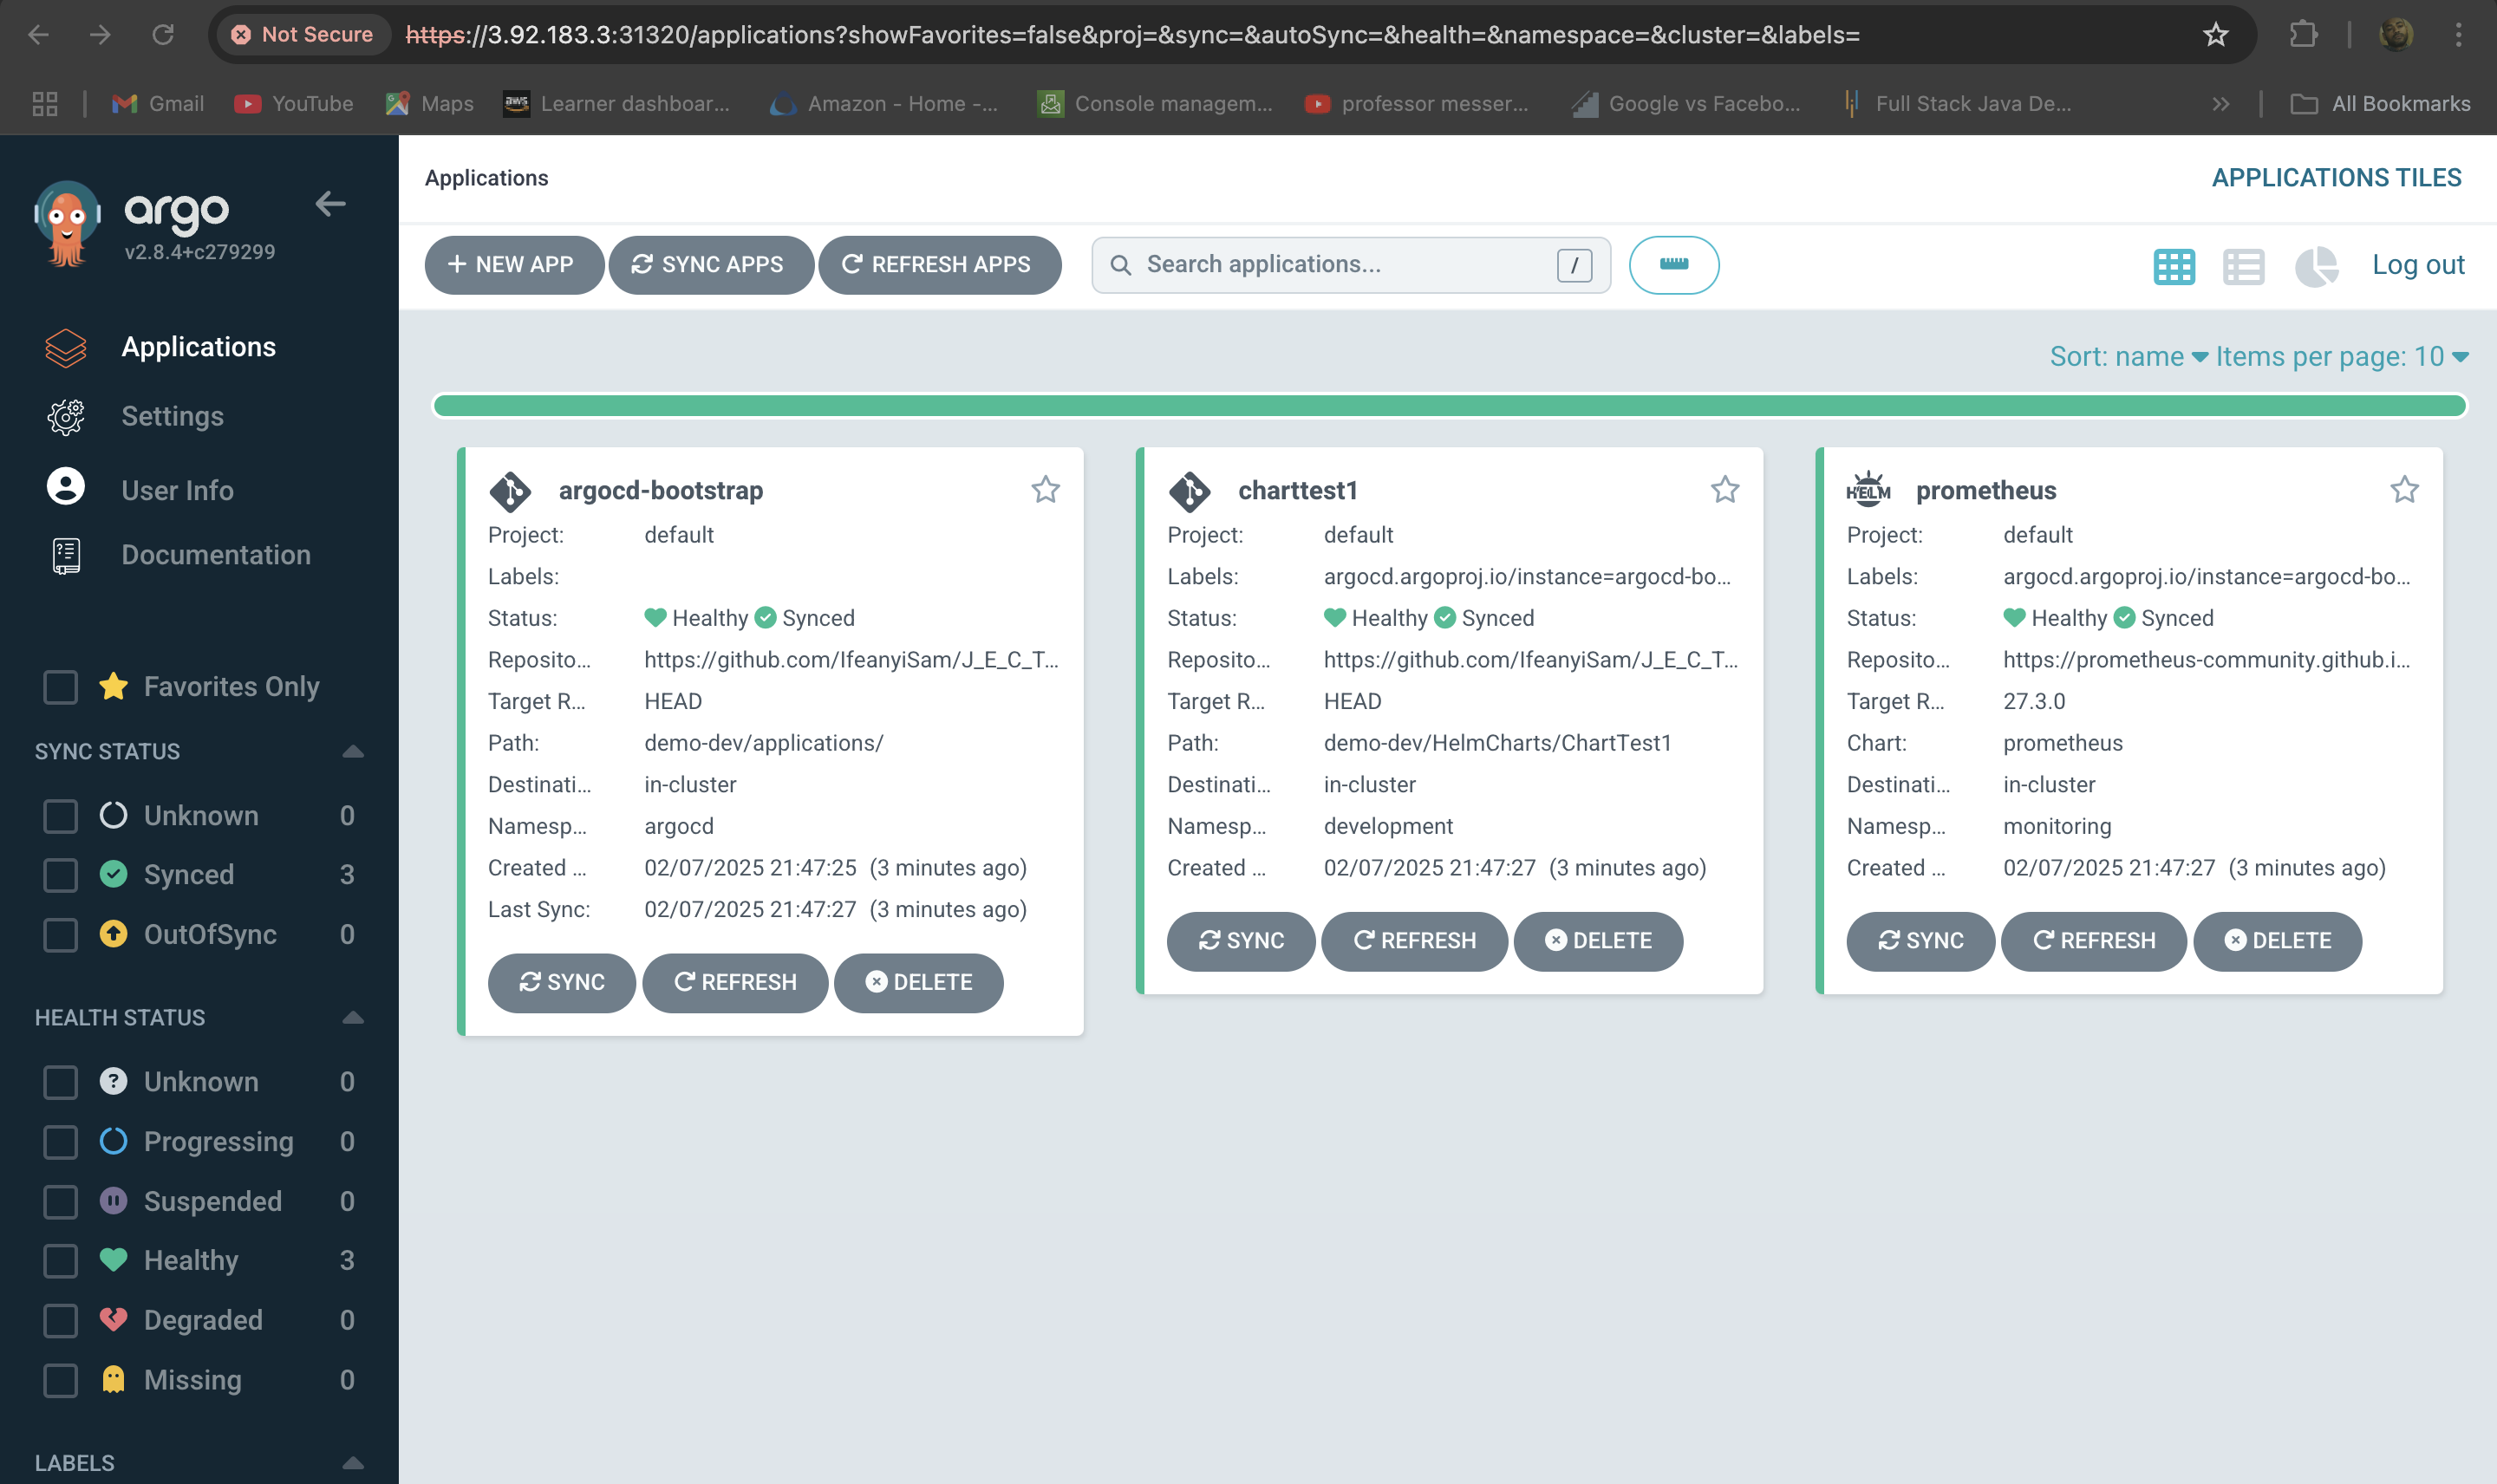 Not Secure https://3.92.183.3:31320/applications?showFavorites=false&proj=&sync=&autoSync=&health=&namespace=&cluster=&labels=
Gmail YouTube Maps Learner dashboar... Amazon - Home -... Console managem... professor messer... Google vs Facebo... Full Stack Java De... All Bookmarks
argo
v2.8.4+c279299
Applications
Settings
User Info
Documentation
Favorites Only
SYNC STATUS
Unknown 0
Synced 3
OutOfSync 0
HEALTH STATUS
Unknown 0
Progressing 0
Suspended 0
Healthy 3
Degraded 0
Missing 0
LABELS
Applications APPLICATIONS TILES
+ NEW APP SYNC APPS REFRESH APPS Search applications... / Log out
Sort: name Items per page: 10
argocd-bootstrap
Project: default
Labels:
Status: Healthy Synced
Reposito... https://github.com/IfeanyiSam/J_E_C_T...
Target R... HEAD
Path: demo-dev/applications/
Destinati... in-cluster
Namesp... argocd
Created ... 02/07/2025 21:47:25 (3 minutes ago)
Last Sync: 02/07/2025 21:47:27 (3 minutes ago)
SYNC REFRESH DELETE
charttest1
Project: default
Labels: argocd.argoproj.io/instance=argocd-bo...
Status: Healthy Synced
Reposito... https://github.com/IfeanyiSam/J_E_C_T...
Target R... HEAD
Path: demo-dev/HelmCharts/ChartTest1
Destinati... in-cluster
Namesp... development
Created ... 02/07/2025 21:47:27 (3 minutes ago)
SYNC REFRESH DELETE
HELM prometheus
Project: default
Labels: argocd.argoproj.io/instance=argocd-bo...
Status: Healthy Synced
Reposito... https://prometheus-community.github.i...
Target R... 27.3.0
Chart: prometheus
Destinati... in-cluster
Namesp... monitoring
Created ... 02/07/2025 21:47:27 (3 minutes ago)
SYNC REFRESH DELETE